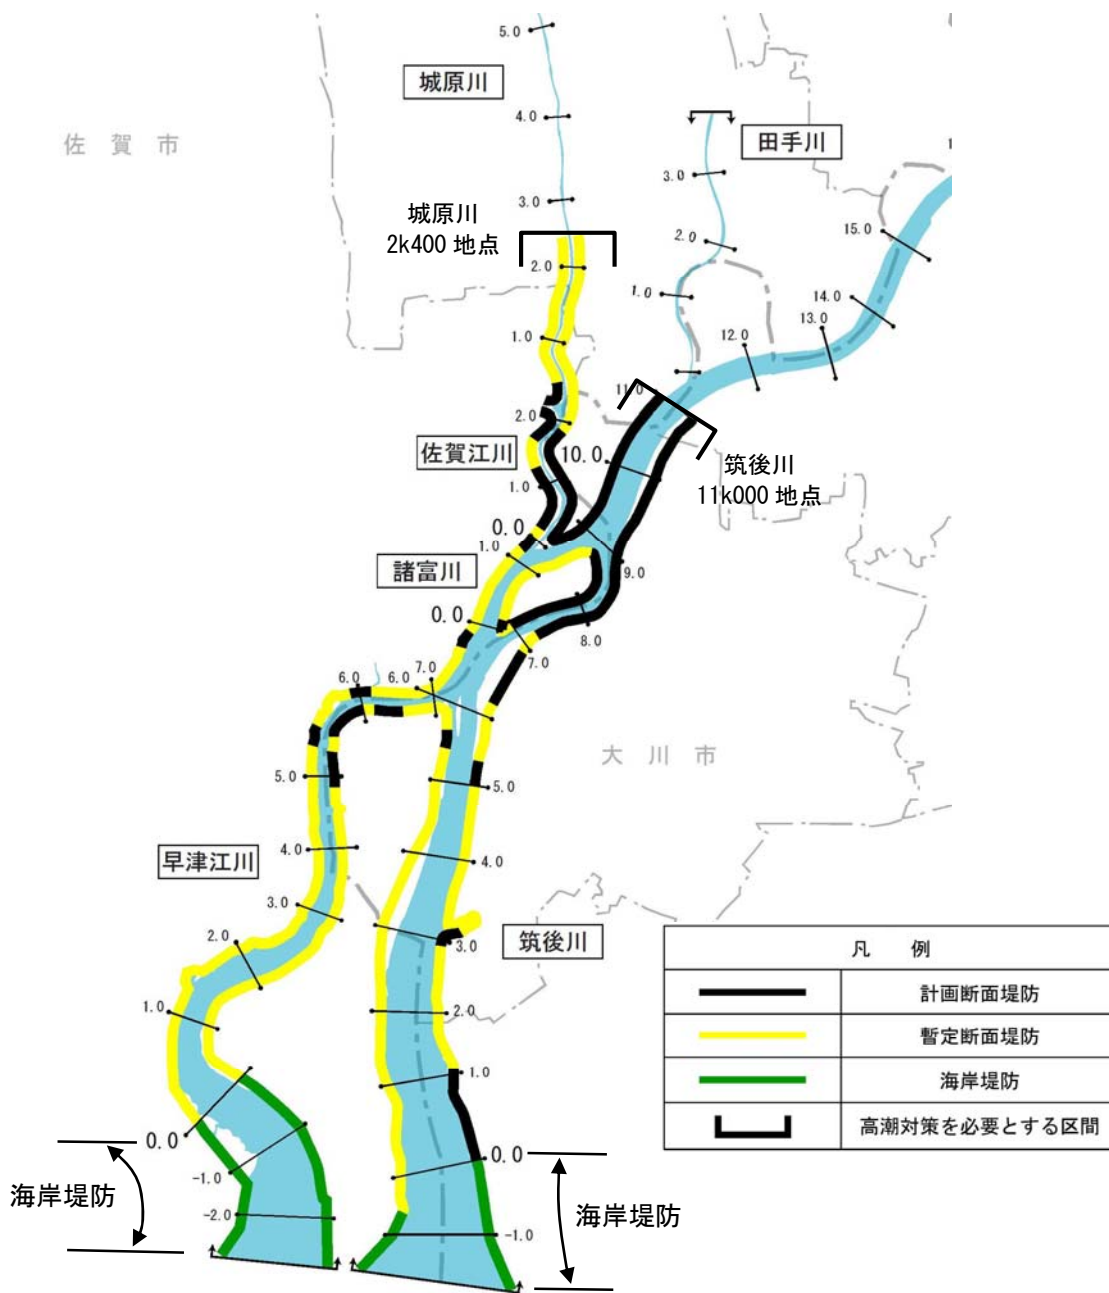 5.0
城原川
4.0
田手川
佐賀市
3.0
3.0
城原川
2k400 地点
15.0
2.0
2.0
1.0
14.0
13.0
12.0
1.0
11.0
2.0
佐賀江川
10.0
筑後川
11k000 地点
1.0
0.0
1.0
9.0
諸富川
0.0
8.0
7.0
7.0
6.0
6.0
大川市
5.0
5.0
4.0
4.0
早津江川
3.0
2.0
3.0
筑後川
凡 例
計画断面堤防
暫定断面堤防
海岸堤防
高潮対策を必要とする区間
1.0
2.0
1.0
0.0
0.0
-1.0
海岸堤防
-2.0
海岸堤防
-1.0